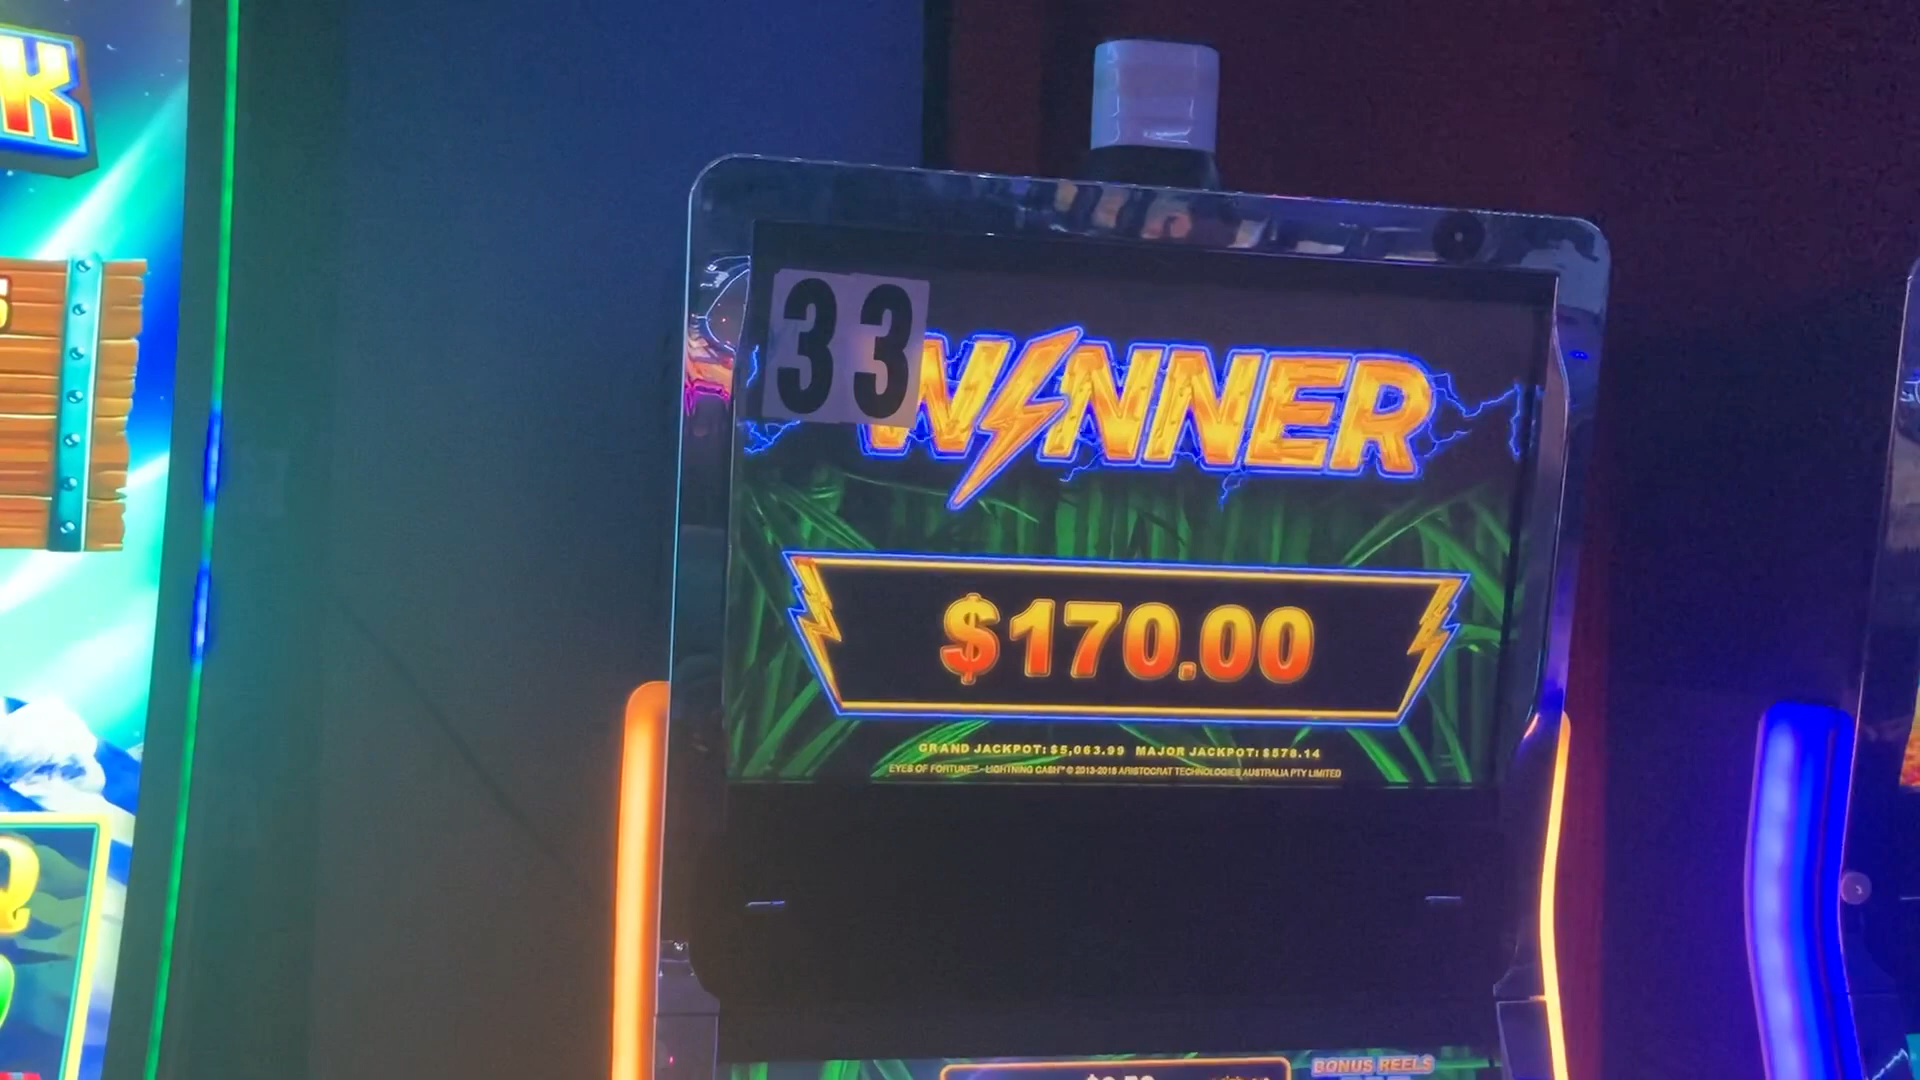 K
33
WINNER
$170.00
GRAND JACKPOT: $5,063.99 MAJOR JACKPOT: $578.14
EYES OF FORTUNE™ - LIGHTNING CASH™ © 2013-2016 ARISTOCRAT TECHNOLOGIES AUSTRALIA PTY LIMITED
Q
BONUS REELS